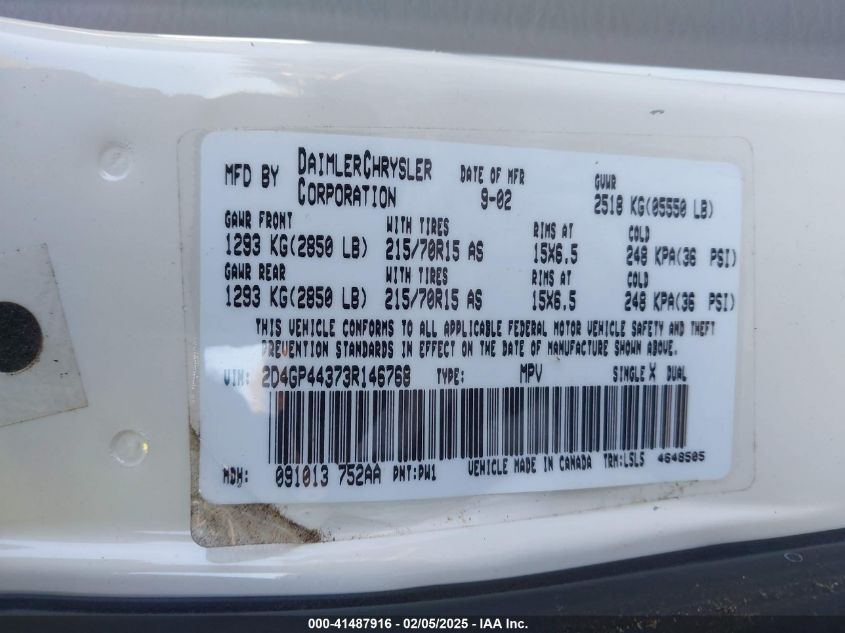 MFD BY DAIMLERCHRYSLER CORPORATION DATE OF MFR 9-02 GVWR 2518 KG(05550 LB)
GAWR FRONT WITH TIRES RIMS AT COLD
1293 KG(2850 LB) 215/70R15 AS 15X6.5 248 KPA(36 PSI)
GAWR REAR WITH TIRES RIMS AT COLD
1293 KG(2850 LB) 215/70R15 AS 15X6.5 248 KPA(36 PSI)
THIS VEHICLE CONFORMS TO ALL APPLICABLE FEDERAL MOTOR VEHICLE SAFETY AND THEFT
PREVENTION STANDARDS IN EFFECT ON THE DATE OF MANUFACTURE SHOWN ABOVE.
VIN: 2D4GP44373R146768 TYPE: MPV SINGLE X DUAL
MDH: 091013 752AA PNT:PW1 VEHICLE MADE IN CANADA TRM:LSL5 4648505
000-41487916 - 02/05/2025 - IAA Inc.